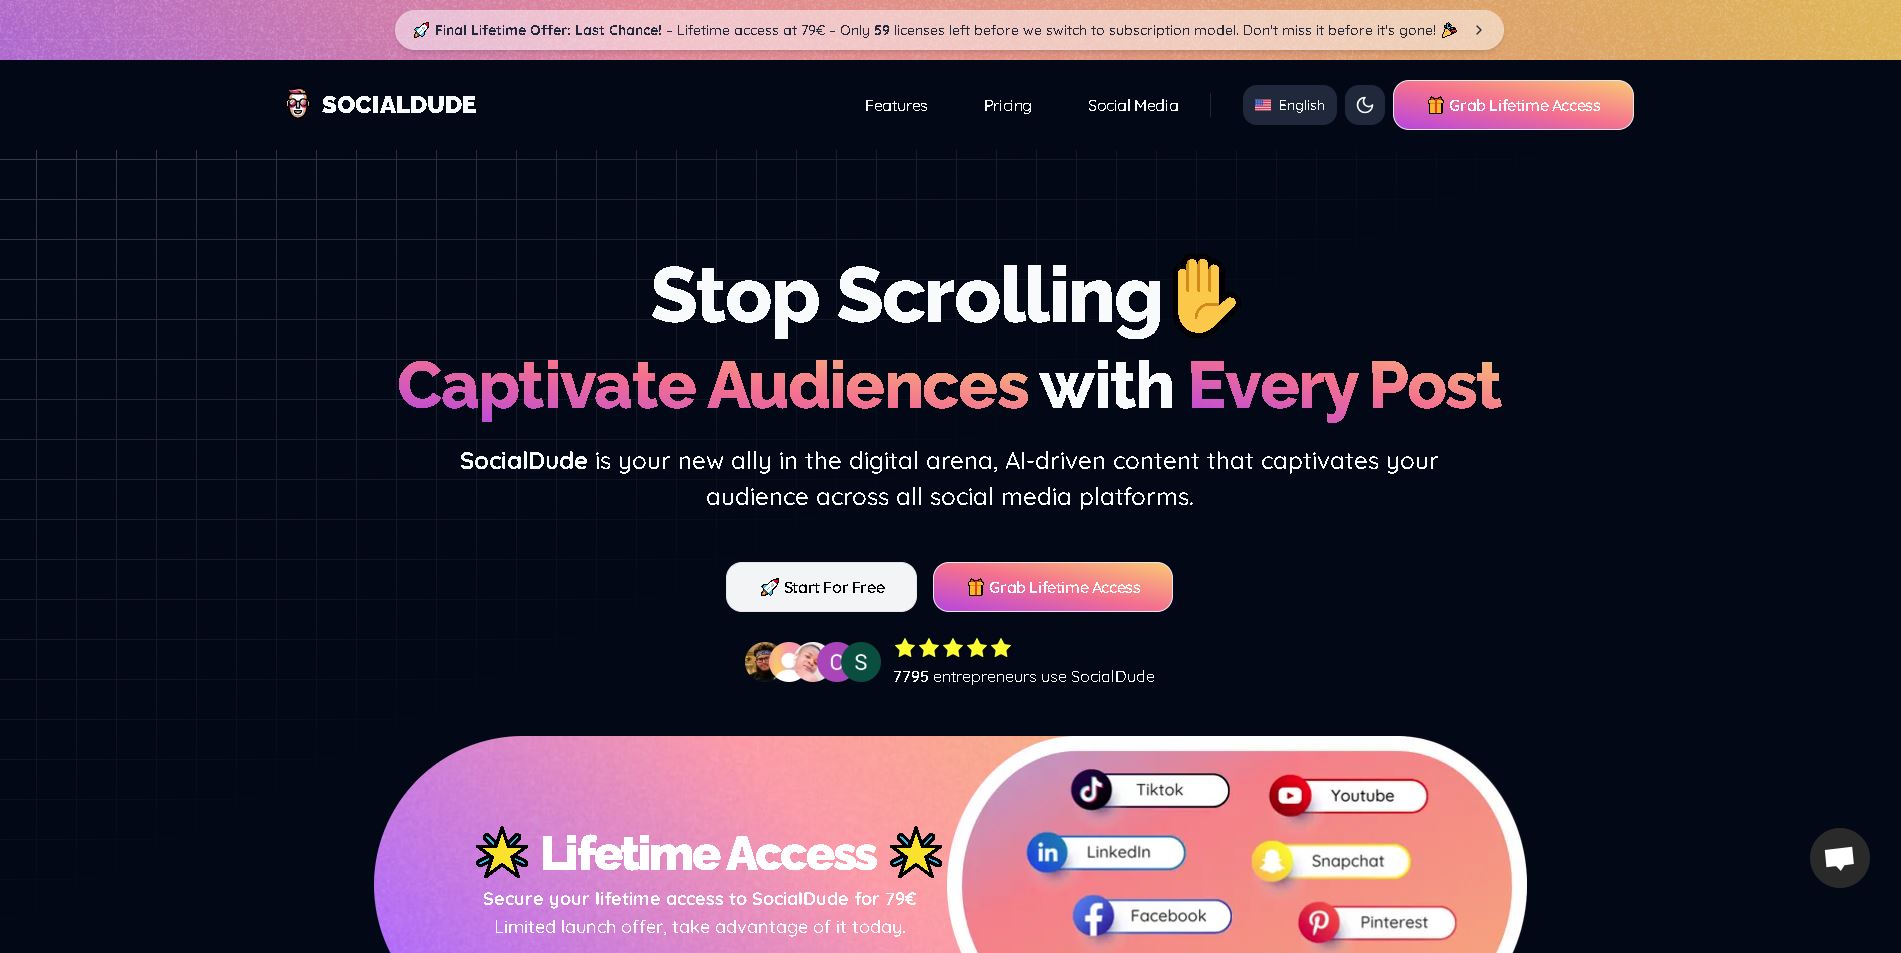 🚀 Final Lifetime Offer: Last Chance! – Lifetime access at 79€ – Only 59 licenses left before we switch to subscription model. Don't miss it before it's gone! 🎉
SOCIALDUDE
Features
Pricing
Social Media
English
🎁 Grab Lifetime Access
Stop Scrolling✋
Captivate Audiences with Every Post
SocialDude is your new ally in the digital arena, AI-driven content that captivates your
audience across all social media platforms.
🚀 Start For Free
🎁 Grab Lifetime Access
C
S
7795 entrepreneurs use SocialDude
🌟 Lifetime Access 🌟
Secure your lifetime access to SocialDude for 79€
Limited launch offer, take advantage of it today.
Tiktok
Youtube
LinkedIn
Snapchat
Facebook
Pinterest